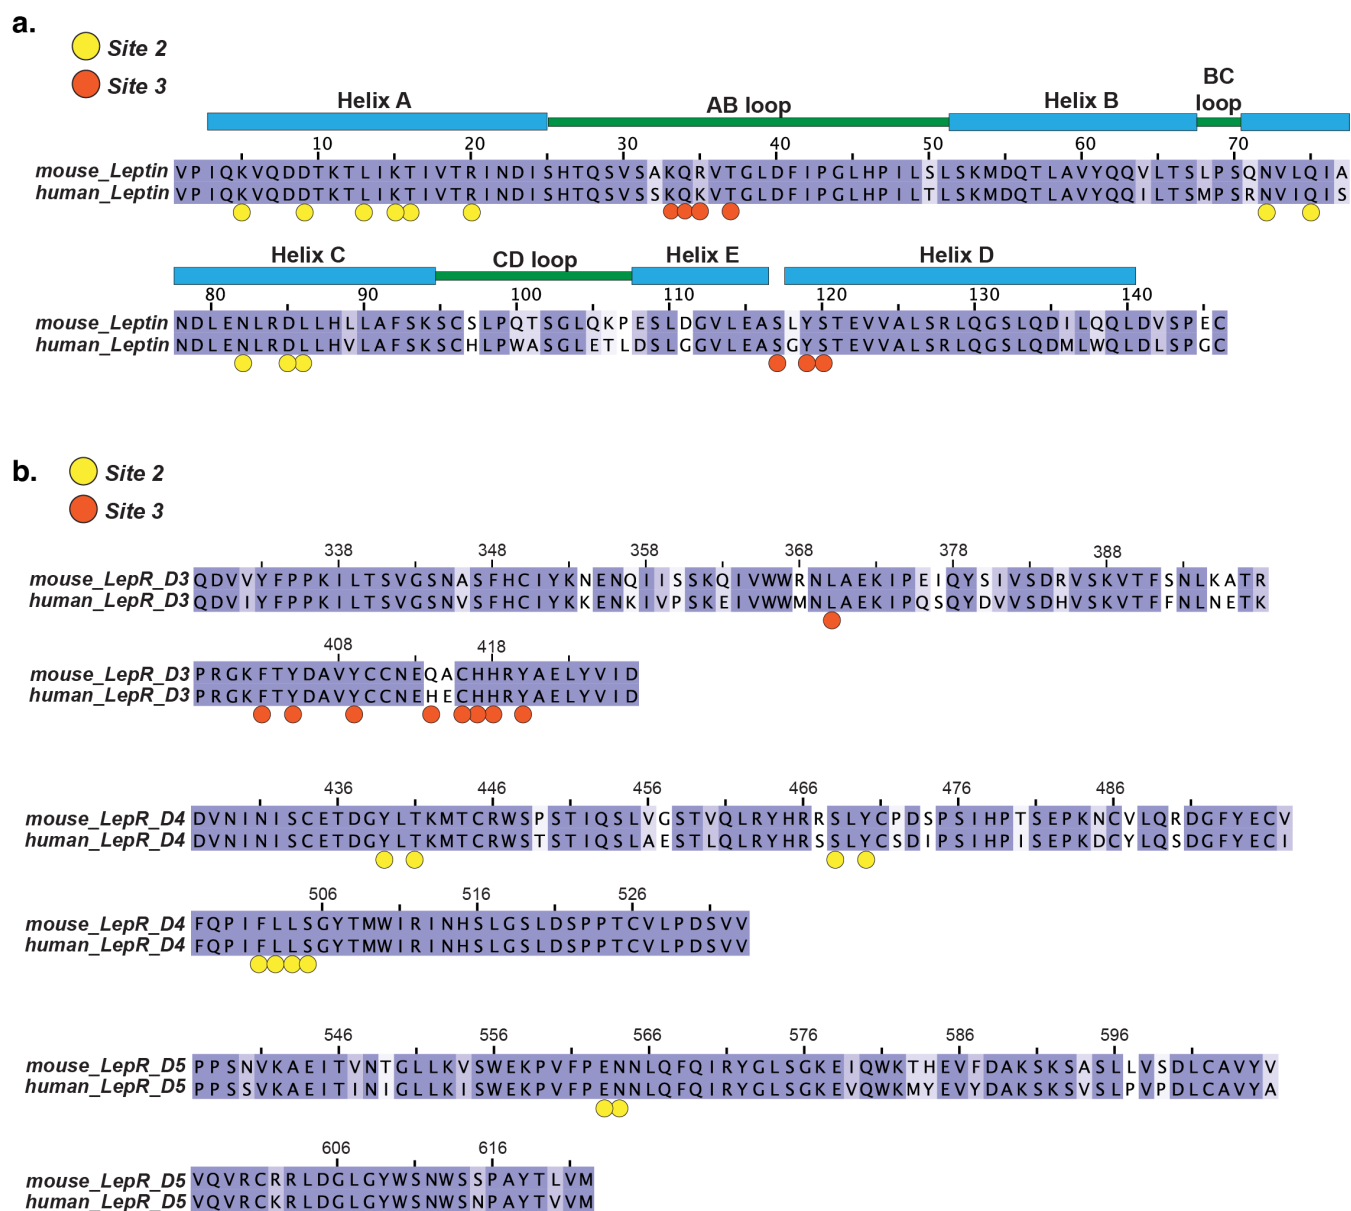 a.
Site 2
Site 3
Helix A AB loop Helix B BC loop
10 20 30 40 50 60 70
mouse_Leptin VPIQKVQDDTKTLIKTIVTRINDISHTQSVSAKQRVTGLDFIPGLHPILSLSKMDQTLAVYQQVLTSLPSQNVLQIA
human_Leptin VPIQKVQDDTKTLIKTIVTRINDISHTQSVSSKQKVTGLDFIPGLHPILTLSKMDQTLAVYQQILTSMPSRNVIQIS
Helix C CD loop Helix E Helix D
80 90 100 110 120 130 140
mouse_Leptin NDLENLRDLLHLLAFSKSCSLPQTSGLQKPESLDGVLEASLYSTEVVALSRLQGSLQDILQQLDVSPEC
human_Leptin NDLENLRDLLHVLAFSKSCHLPWASGLETLDSLGGVLEASGYSTEVVALSRLQGSLQDMLWQLDLSPGC
b.
Site 2
Site 3
338 348 358 368 378 388
mouse_LepR_D3 QDVVYFPPKILTSVGSNASFHCIYKNENQIISSKQIVWWRNLAEKIPEIQYSIVSDRVSKVTFSNLKATR
human_LepR_D3 QDVIYFPPKILTSVGSNVSFHCIYKKENKIVPSKEIVWWMNLAEKIPQSQYDVVSDHVSKVTFFNLNETK
408 418
mouse_LepR_D3 PRGKFTYDAVYCCNEQACHHRYAELYVID
human_LepR_D3 PRGKFTYDAVYCCNEHECHHRYAELYVID
436 446 456 466 476 486
mouse_LepR_D4 DVNINISCETDGYLTKMTCRWSPSTIQSLVGSTVQLRYHRRSLYCPDSPSIHPTSEPKNCVLQRDGFYECV
human_LepR_D4 DVNINISCETDGYLTKMTCRWSTSTIQSLAESTLQLRYHRSSLYCSDIPSIHPISEPKDCYLQSDGFYECI
506 516 526
mouse_LepR_D4 FQPIFLLSGYTMWIRINHSLGSLDSPPTCVLPDSVV
human_LepR_D4 FQPIFLLSGYTMWIRINHSLGSLDSPPTCVLPDSVV
546 556 566 576 586 596
mouse_LepR_D5 PPSNVKAEITVNTGLLKVSWEKPVFPENNLQFQIRYGLSGKEIQWKTHEVFDAKSKSASLLVSDLCAVYV
human_LepR_D5 PPSSVKAEITINIGLLKISWEKPVFPENNLQFQIRYGLSGKEVQWKMYEVYDAKSKSVSLPVPDLCAVYA
606 616
mouse_LepR_D5 VQVRCRRLDGLGYWSNWSSPAYTLVM
human_LepR_D5 VQVRCKRLDGLGYWSNWSNPAYTVVM